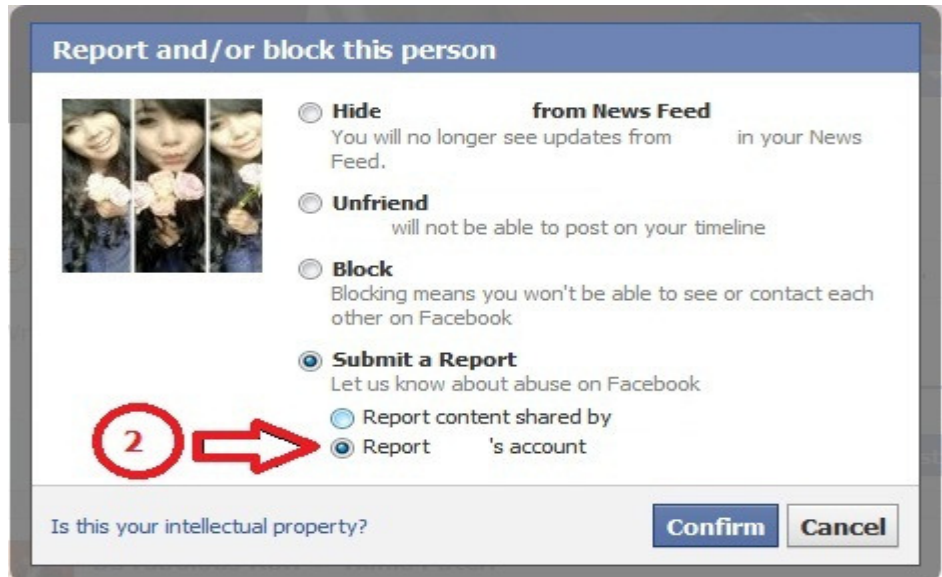 Report and/or block this person
Hide from News Feed
You will no longer see updates from in your News
Feed.
Unfriend
will not be able to post on your timeline
Block
Blocking means you won't be able to see or contact each
other on Facebook
Submit a Report
Let us know about abuse on Facebook
Report content shared by
2
Report 's account
Is this your intellectual property?
Confirm Cancel